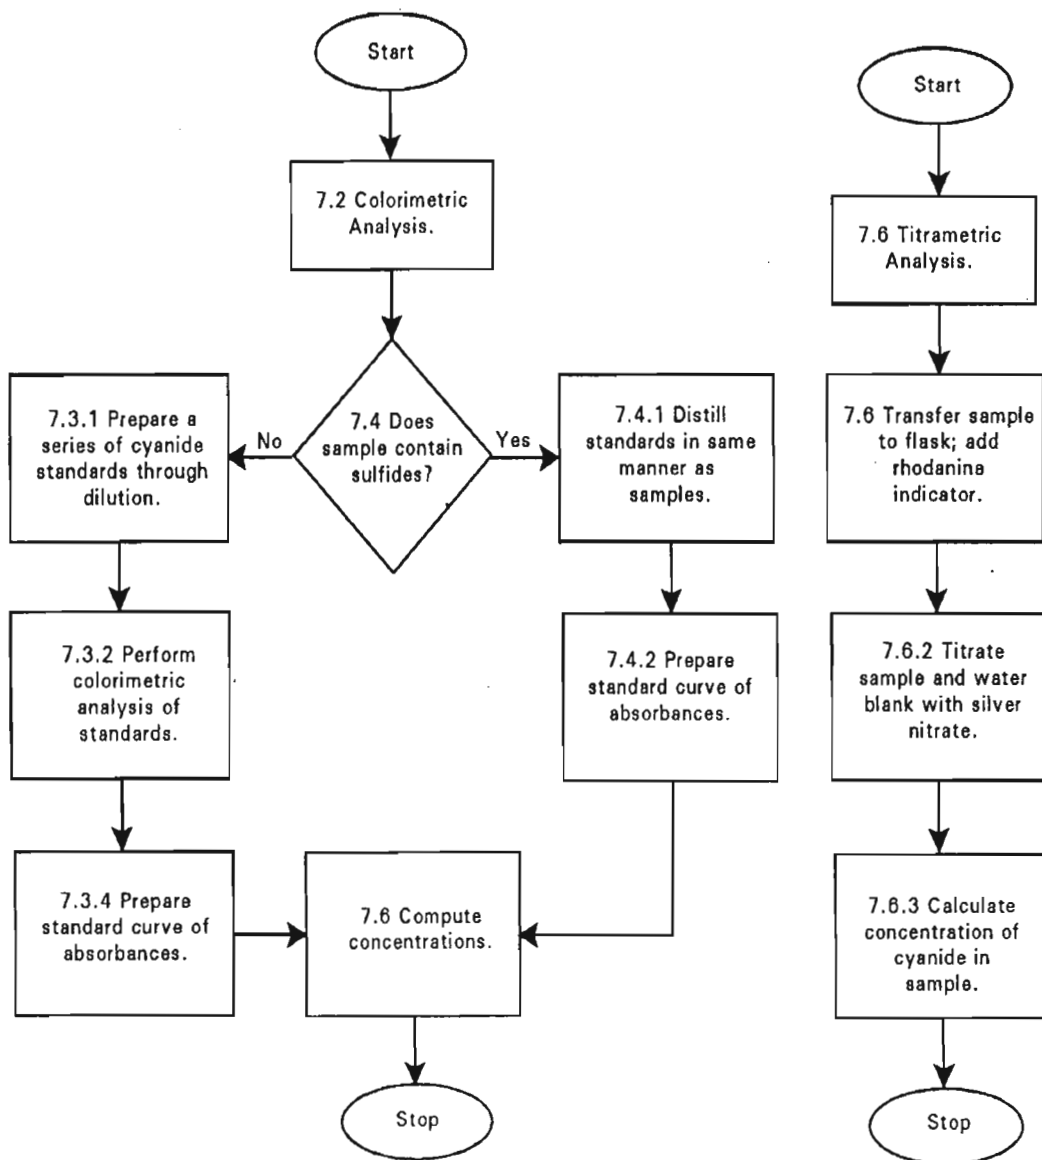 Start
7.2 Colorimetric
Analysis.
7.4 Does
sample contain
sulfides?
No
Yes
7.3.1 Prepare a
series of cyanide
standards through
dilution.
7.3.2 Perform
colorimetric
analysis of
standards.
7.3.4 Prepare
standard curve of
absorbances.
7.4.1 Distill
standards in same
manner as
samples.
7.4.2 Prepare
standard curve of
absorbances.
7.6 Compute
concentrations.
Stop
Start
7.6 Titrametric
Analysis.
7.6 Transfer sample
to flask; add
rhodanine
indicator.
7.6.2 Titrate
sample and water
blank with silver
nitrate.
7.6.3 Calculate
concentration of
cyanide in
sample.
Stop